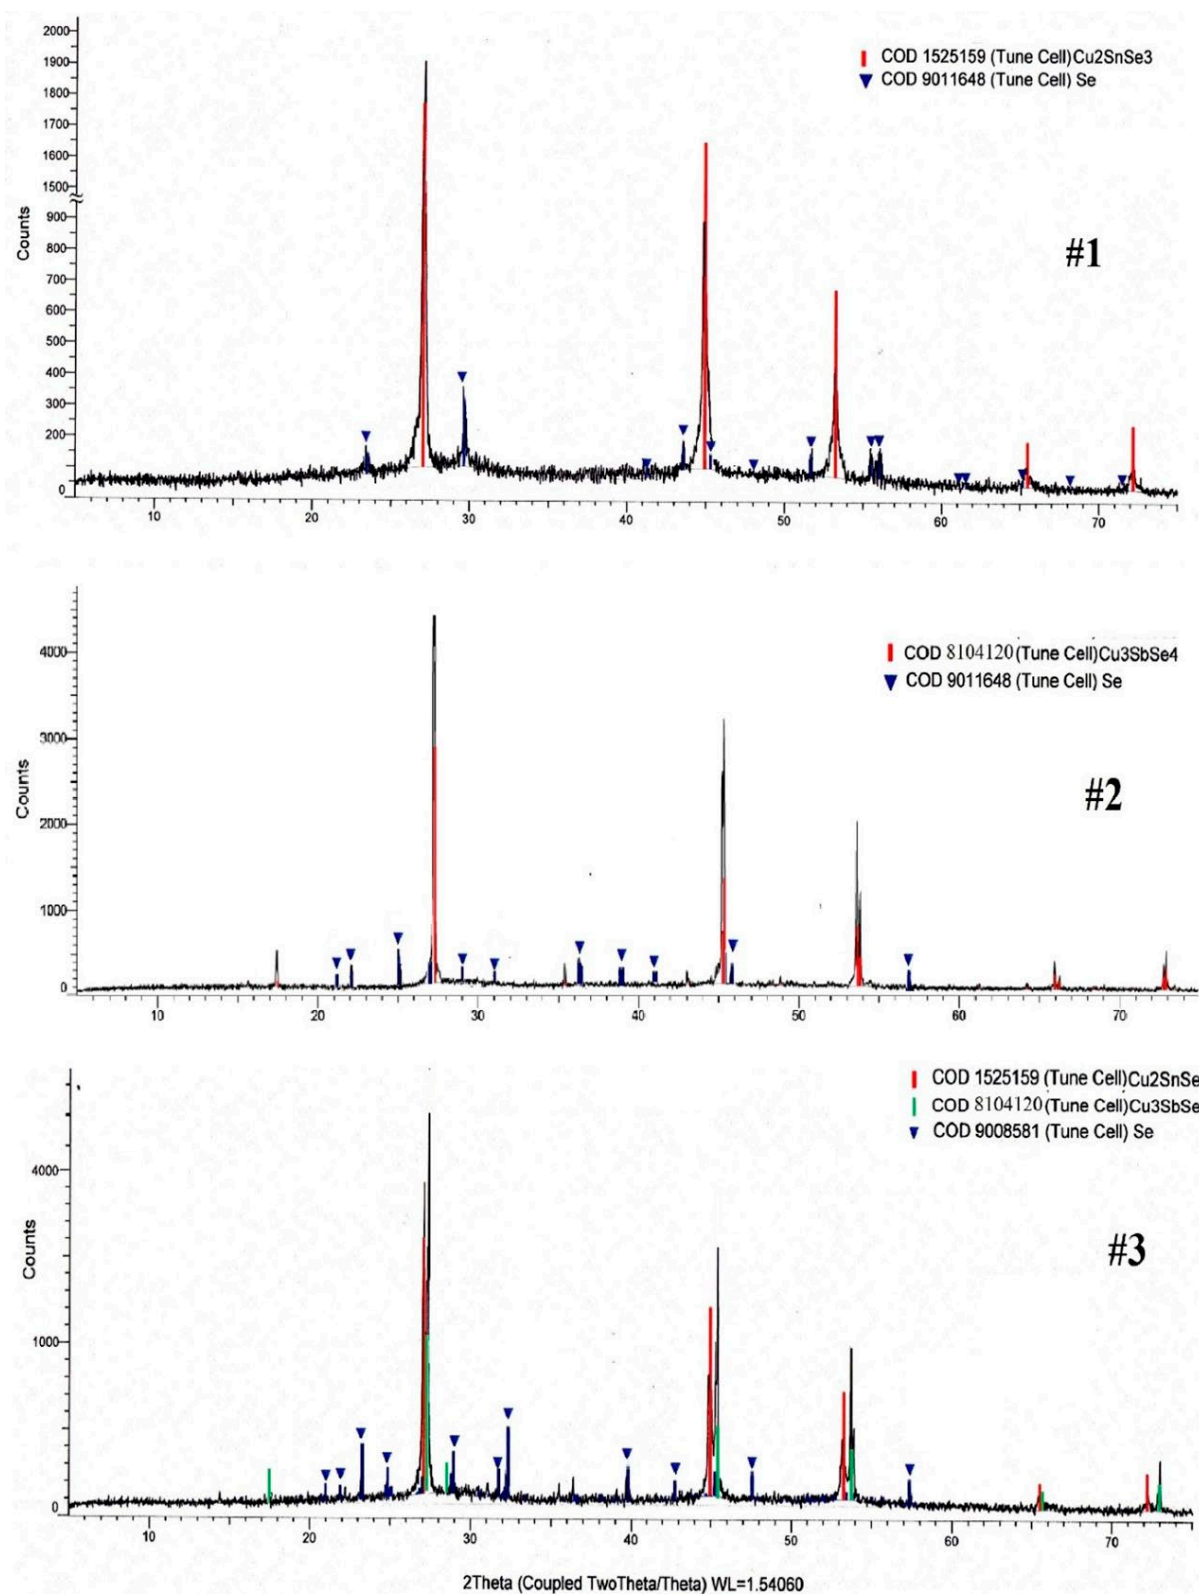 2000
1900
1800
1700
1600
1500
900
800
700
600
500
400
300
200
0
Counts
COD 1525159 (Tune Cell)Cu2SnSe3
COD 9011648 (Tune Cell) Se
#1
10 20 30 40 50 60 70
4000
3000
2000
1000
0
Counts
COD 8104120(Tune Cell)Cu3SbSe4
COD 9011648 (Tune Cell) Se
#2
10 20 30 40 50 60 70
4000
1000
0
Counts
COD 1525159 (Tune Cell)Cu2SnSe
COD 8104120(Tune Cell)Cu3SbSe
COD 9008581 (Tune Cell) Se
#3
10 20 30 40 50 60 70
2Theta (Coupled TwoTheta/Theta) WL=1.54060